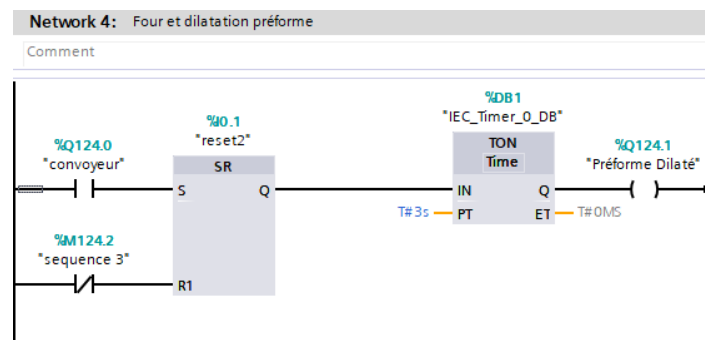 Network 4: Four et dilatation préforme
Comment
%Q124.0
"convoyeur"
%I0.1
"reset2"
SR
S Q
%M124.2
"sequence 3"
R1
%DB1
"IEC_Timer_0_DB"
TON
Time
IN Q
T#3s PT ET T#0MS
%Q124.1
"Préforme Dilaté"